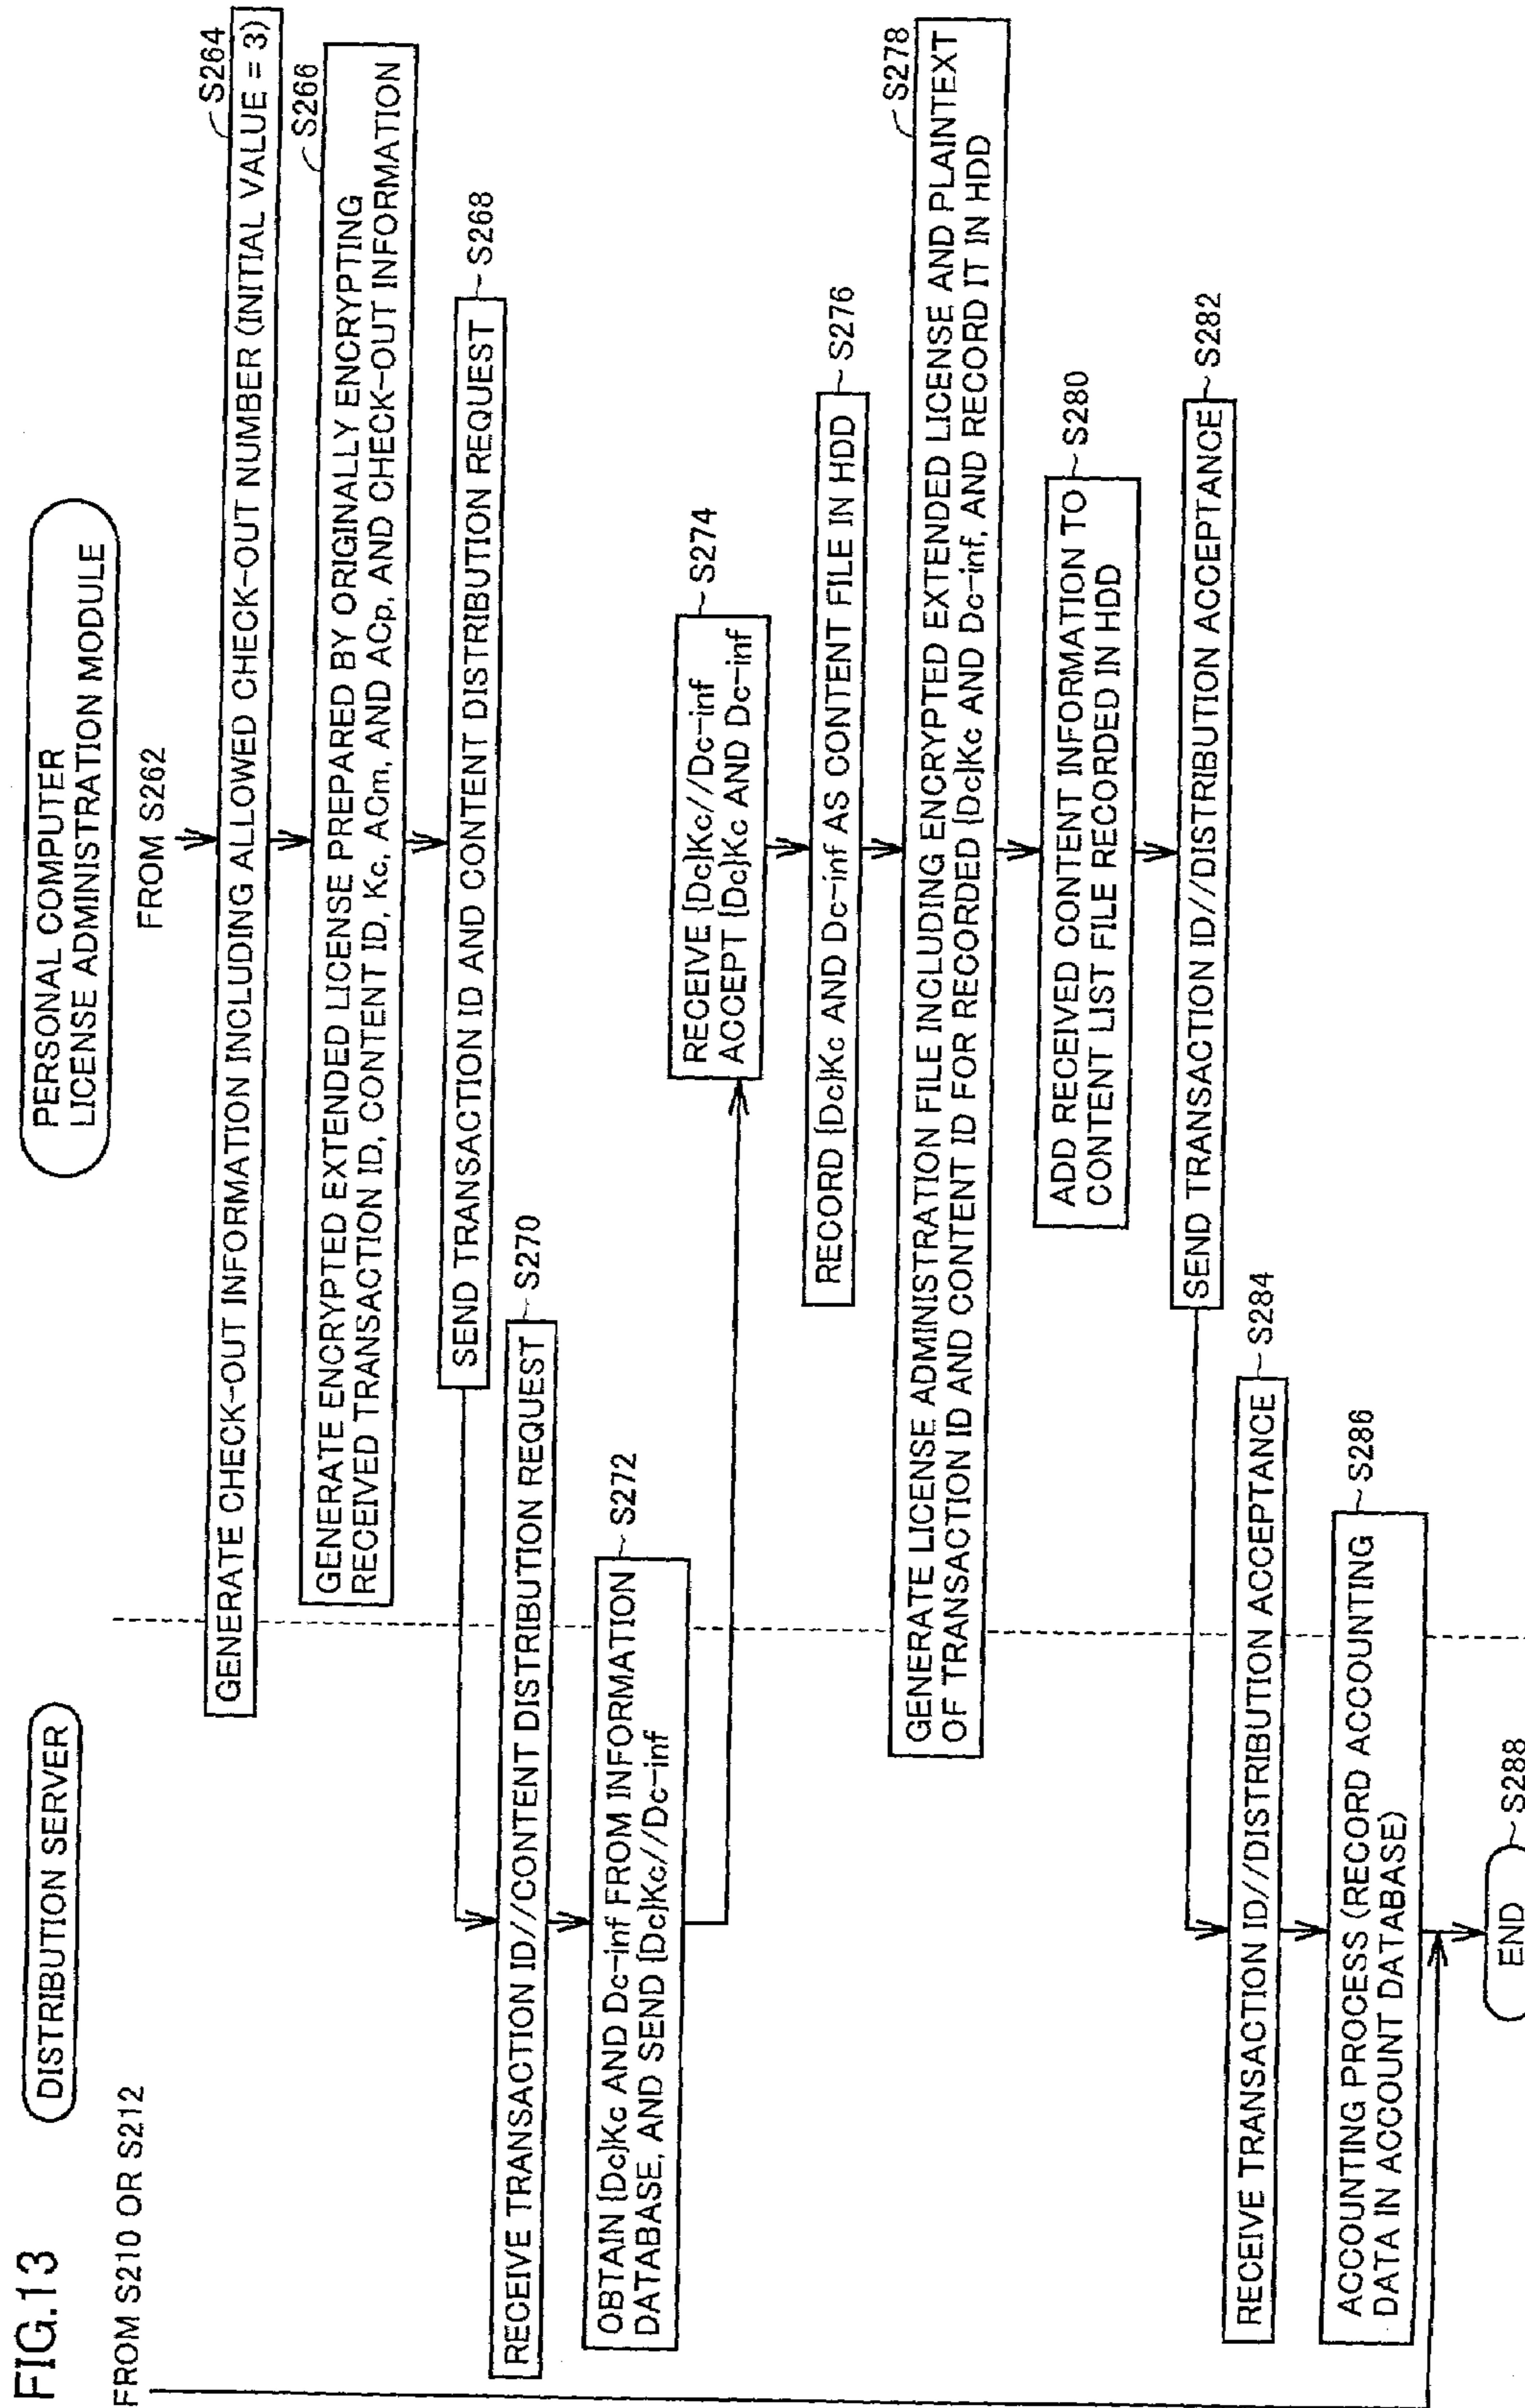 FIG.13
DISTRIBUTION SERVER
PERSONAL COMPUTER
LICENSE ADMINISTRATION MODULE
FROM S210 OR S212
FROM S262
S264
GENERATE CHECK-OUT INFORMATION INCLUDING ALLOWED CHECK-OUT NUMBER (INITIAL VALUE = 3)
S266
GENERATE ENCRYPTED EXTENDED LICENSE PREPARED BY ORIGINALLY ENCRYPTING
RECEIVED TRANSACTION ID, CONTENT ID, Kc, ACm, AND ACp, AND CHECK-OUT INFORMATION
SEND TRANSACTION ID AND CONTENT DISTRIBUTION REQUEST
S268
RECEIVE TRANSACTION ID//CONTENT DISTRIBUTION REQUEST
S270
OBTAIN {Dc}Kc AND Dc-inf FROM INFORMATION
DATABASE, AND SEND {Dc}Kc//Dc-inf
S272
RECEIVE {Dc}Kc//Dc-inf
ACCEPT {Dc}Kc AND Dc-inf
S274
RECORD {Dc}Kc AND Dc-inf AS CONTENT FILE IN HDD
S276
S278
GENERATE LICENSE ADMINISTRATION FILE INCLUDING ENCRYPTED EXTENDED LICENSE AND PLAINTEXT
OF TRANSACTION ID AND CONTENT ID FOR RECORDED {Dc}Kc AND Dc-inf, AND RECORD IT IN HDD
ADD RECEIVED CONTENT INFORMATION TO
CONTENT LIST FILE RECORDED IN HDD
S280
SEND TRANSACTION ID//DISTRIBUTION ACCEPTANCE
S282
RECEIVE TRANSACTION ID//DISTRIBUTION ACCEPTANCE
S284
ACCOUNTING PROCESS (RECORD ACCOUNTING
DATA IN ACCOUNT DATABASE)
S286
END
S288